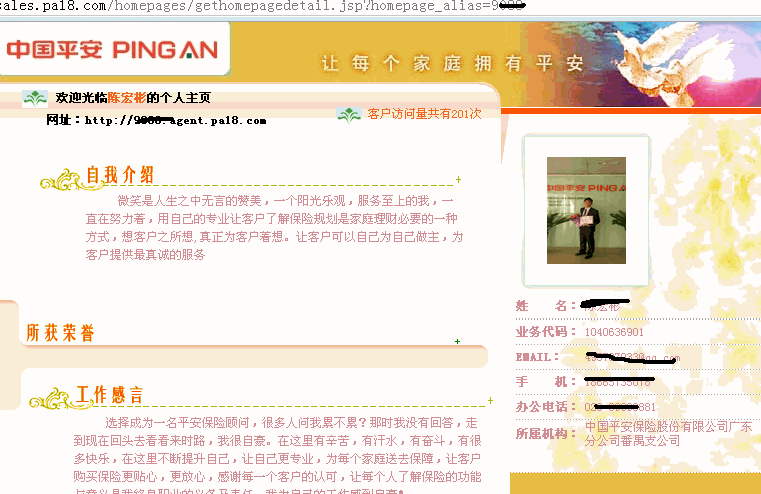 sales.pa18.com/homepages/gethomepagedetail.jsp?homepage_alias=9
中国平安 PING AN
让每个家庭拥有平安
欢迎光临陈宏彬的个人主页
网址：http://9.agent.pa18.com
客户访问量共有201次
自我介绍
微笑是人生之中无言的赞美，一个阳光乐观，服务至上的我，一
直在努力着，用自己的专业让客户了解保险规划是家庭理财必要的一种
方式，想客户之所想,真正为客户着想。让客户可以自己为自己做主，为
客户提供最真诚的服务
所获荣誉
工作感言
选择成为一名平安保险顾问，很多人问我累不累？那时我没有回答，走
到现在回头去看看来时路，我很自豪。在这里有辛苦，有汗水，有奋斗，有很
多快乐，在这里不断提升自己，让自己更专业，为每个家庭送去保障，让客户
购买保险更贴心，更放心，感谢每一个客户的认可，让每个人了解保险的功能
中国平安 PING AN
姓 名：
业务代码： 1040636901
EMAIL： qq.com
手 机：
办公电话： 881
所属机构： 中国平安保险股份有限公司广东
分公司番禺支公司